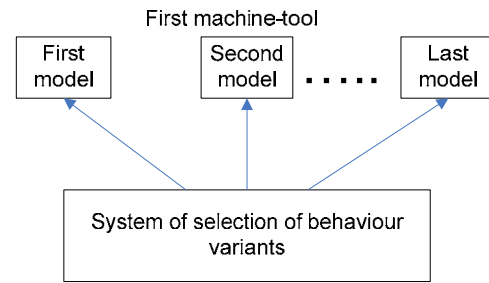 First machine-tool
First
model
Second
model
.....
Last
model
System of selection of behaviour
variants